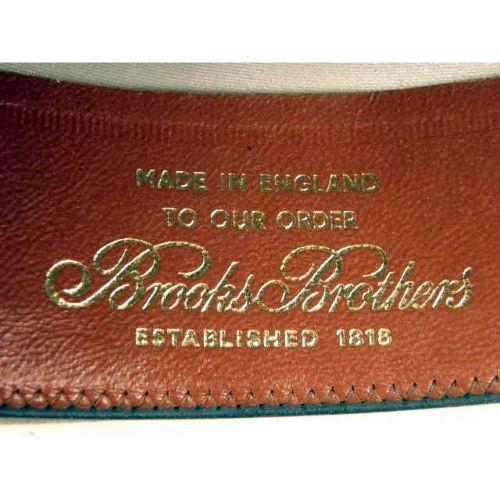 MADE IN ENGLAND
TO OUR ORDER
Brooks Brothers
ESTABLISHED 1818